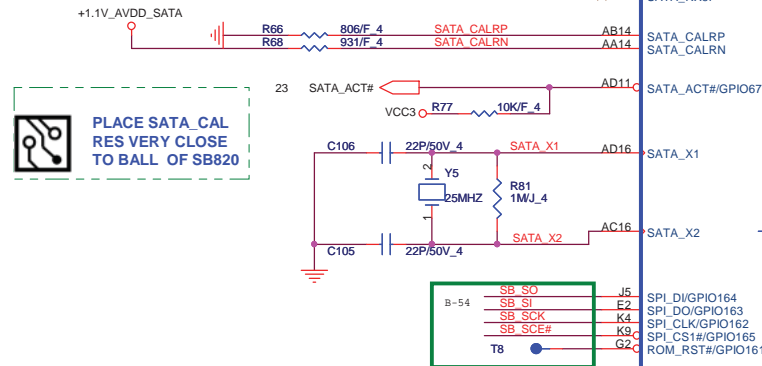 +1.1V_AVDD_SATA
R66 806/F_4 SATA_CALRP AB14 SATA_CALRP
R68 931/F_4 SATA_CALRN AA14 SATA_CALRN
23 SATA_ACT# AD11 SATA_ACT#/GPIO67
VCC3 R77 10K/F_4
PLACE SATA_CAL
RES VERY CLOSE
TO BALL OF SB820
C106 22P/50V_4 SATA_X1 AD16 SATA_X1
2 Y5
25MHZ
1
R81
1M/J_4
C105 22P/50V_4 SATA_X2 AC16 SATA_X2
B-54
SB_SO J5 SPI_DI/GPIO164
SB_SI E2 SPI_DO/GPIO163
SB_SCK K4 SPI_CLK/GPIO162
SB_SCE# K9 SPI_CS1#/GPIO165
T8 G2 ROM_RST#/GPIO161